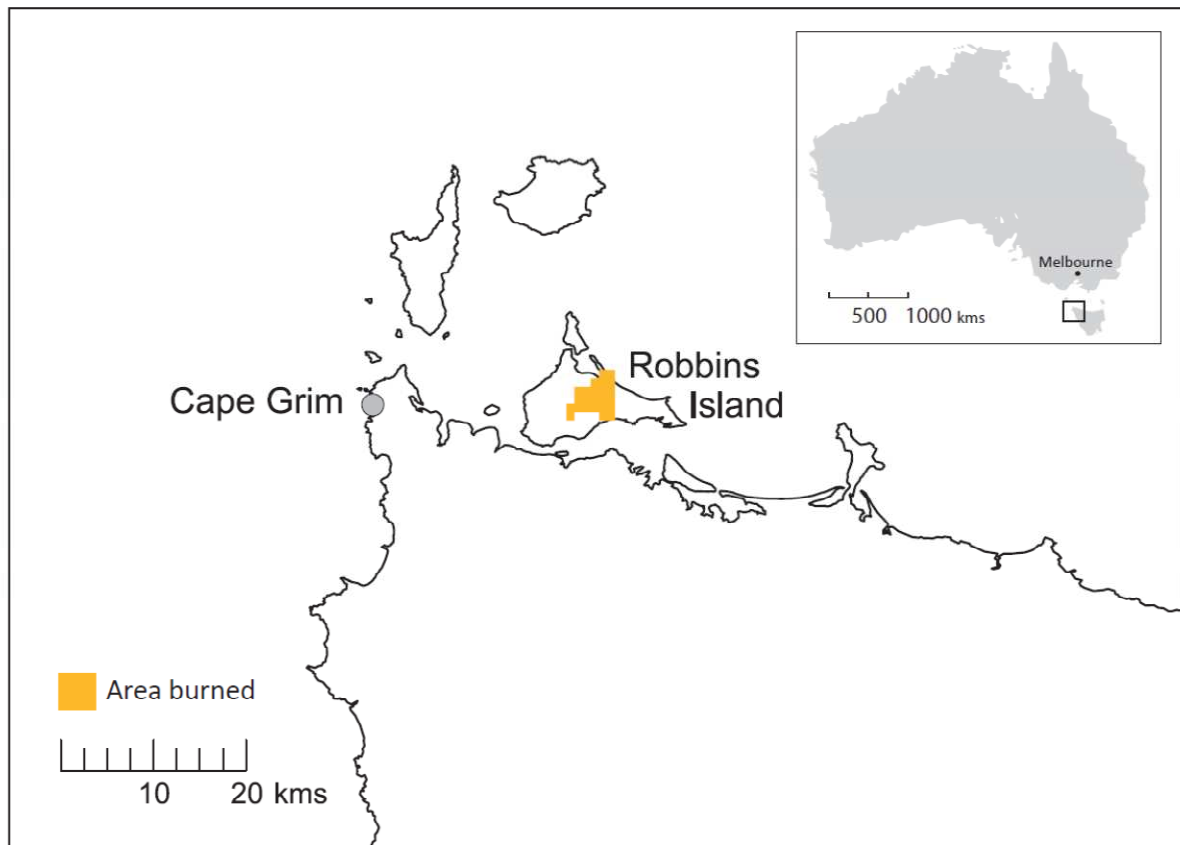 Melbourne
500 1000 kms
Robbins
Island
Cape Grim
Area burned
10 20 kms